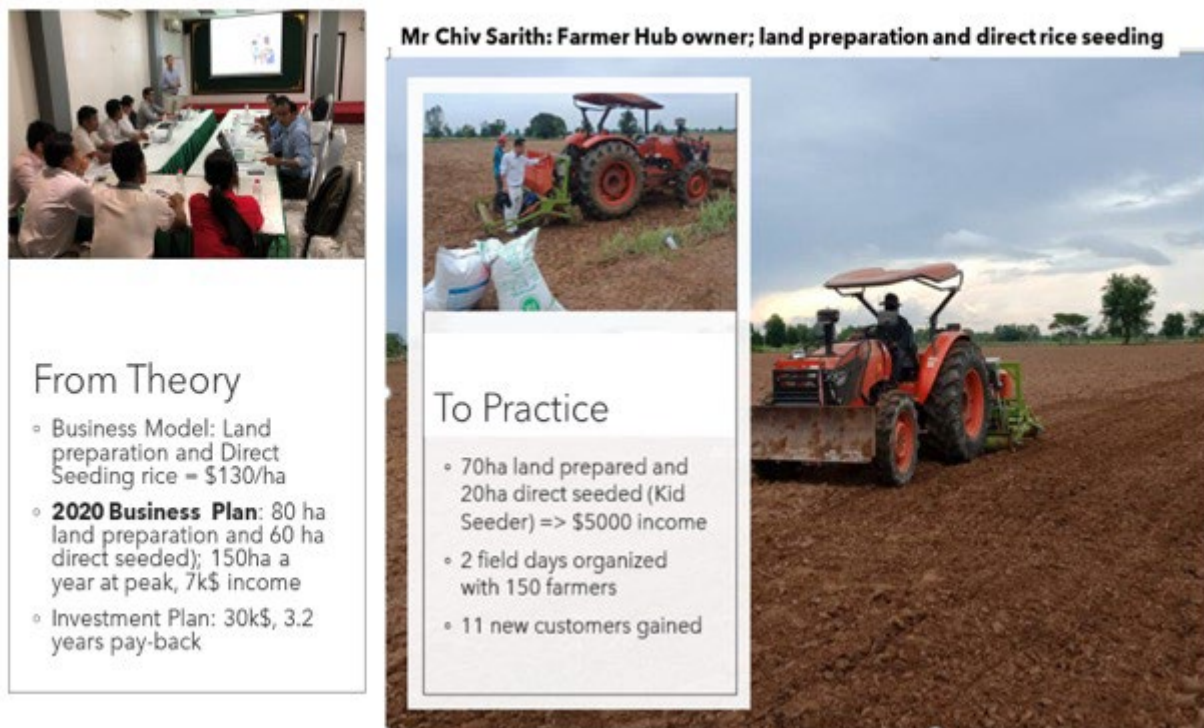 Mr Chiv Sarith: Farmer Hub owner; land preparation and direct rice seeding
From Theory
◦ Business Model: Land
preparation and Direct
Seeding rice = $130/ha
◦ 2020 Business Plan: 80 ha
land preparation and 60 ha
direct seeded); 150ha a
year at peak, 7k$ income
◦ Investment Plan: 30k$, 3.2
years pay-back
To Practice
◦ 70ha land prepared and
20ha direct seeded (Kid
Seeder) => $5000 income
◦ 2 field days organized
with 150 farmers
◦ 11 new customers gained